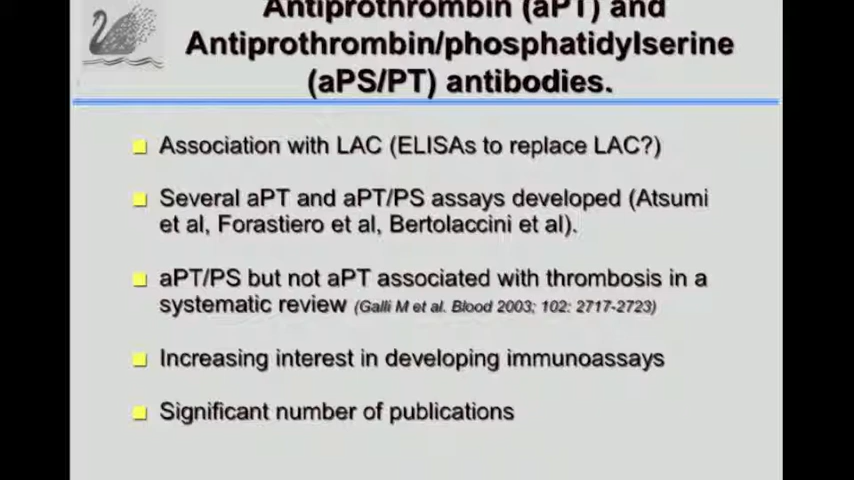 Antiprothrombin (aPT) and
Antiprothrombin/phosphatidylserine
(aPS/PT) antibodies.
Association with LAC (ELISAs to replace LAC?)
Several aPT and aPT/PS assays developed (Atsumi
et al, Forastiero et al, Bertolaccini et al).
aPT/PS but not aPT associated with thrombosis in a
systematic review (Galli M et al. Blood 2003; 102: 2717-2723)
Increasing interest in developing immunoassays
Significant number of publications